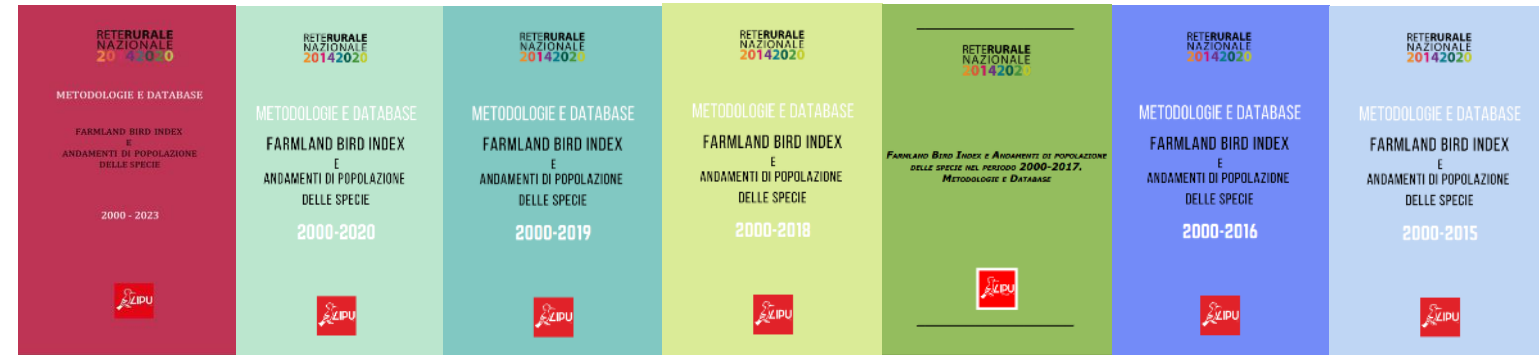 RETERURALE
NAZIONALE
20142020
METODOLOGIE E DATABASE
FARMLAND BIRD INDEX
E
ANDAMENTI DI POPOLAZIONE
DELLE SPECIE
2000 - 2023
LIPU
RETERURALE
NAZIONALE
20142020
METODOLOGIE E DATABASE
FARMLAND BIRD INDEX
E
ANDAMENTI DI POPOLAZIONE
DELLE SPECIE
2000-2020
LIPU
RETERURALE
NAZIONALE
20142020
METODOLOGIE E DATABASE
FARMLAND BIRD INDEX
E
ANDAMENTI DI POPOLAZIONE
DELLE SPECIE
2000-2019
LIPU
RETERURALE
NAZIONALE
20142020
METODOLOGIE E DATABASE
FARMLAND BIRD INDEX
E
ANDAMENTI DI POPOLAZIONE
DELLE SPECIE
2000-2018
LIPU
RETERURALE
NAZIONALE
20142020
FARMLAND BIRD INDEX E ANDAMENTI DI POPOLAZIONE
DELLE SPECIE NEL PERIODO 2000-2017.
METODOLOGIE E DATABASE
LIPU
RETERURALE
NAZIONALE
20142020
METODOLOGIE E DATABASE
FARMLAND BIRD INDEX
E
ANDAMENTI DI POPOLAZIONE
DELLE SPECIE
2000-2016
LIPU
RETERURALE
NAZIONALE
20142020
METODOLOGIE E DATABASE
FARMLAND BIRD INDEX
E
ANDAMENTI DI POPOLAZIONE
DELLE SPECIE
2000-2015
LIPU